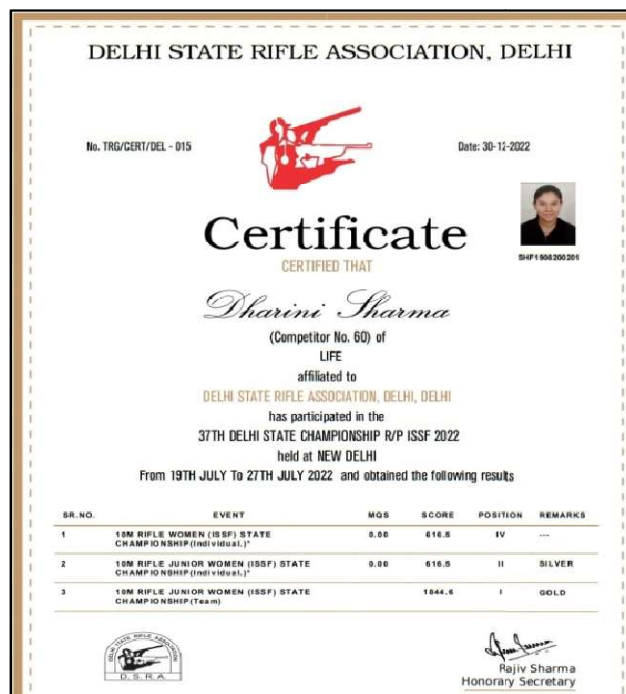 DELHI STATE RIFLE ASSOCIATION, DELHI
No. TRG/CERT/DEL - 015
Date: 30-12-2022
Certificate
SHF1608200201
CERTIFIED THAT
Dharini Sharma
(Competitor No. 60) of
LIFE
affiliated to
DELHI STATE RIFLE ASSOCIATION, DELHI, DELHI
has participated in the
37TH DELHI STATE CHAMPIONSHIP R/P ISSF 2022
held at NEW DELHI
From 19TH JULY To 27TH JULY 2022 and obtained the following results
SR.NO. EVENT MQS SCORE POSITION REMARKS
1 10M RIFLE WOMEN (ISSF) STATE 0.00 616.5 IV ---
CHAMPIONSHIP(Individual.)*
2 10M RIFLE JUNIOR WOMEN (ISSF) STATE 0.00 616.5 II SILVER
CHAMPIONSHIP(Individual.)*
3 10M RIFLE JUNIOR WOMEN (ISSF) STATE 1844.6 I GOLD
CHAMPIONSHIP(Team)
DELHI STATE RIFLE ASSOCIATION
D.S.R.A.
Rajiv Sharma
Honorary Secretary